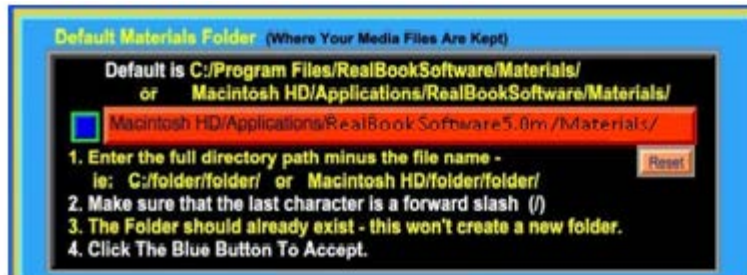 Default Materials Folder (Where Your Media Files Are Kept)
Default is C:/Program Files/RealBookSoftware/Materials/
or Macintosh HD/Applications/RealBookSoftware/Materials/
Macintosh HD/Applications/RealBookSoftware5.0m/Materials/
1. Enter the full directory path minus the file name -
Reset
ie: C:/folder/folder/ or Macintosh HD/folder/folder/
2. Make sure that the last character is a forward slash (/)
3. The Folder should already exist - this won't create a new folder.
4. Click The Blue Button To Accept.